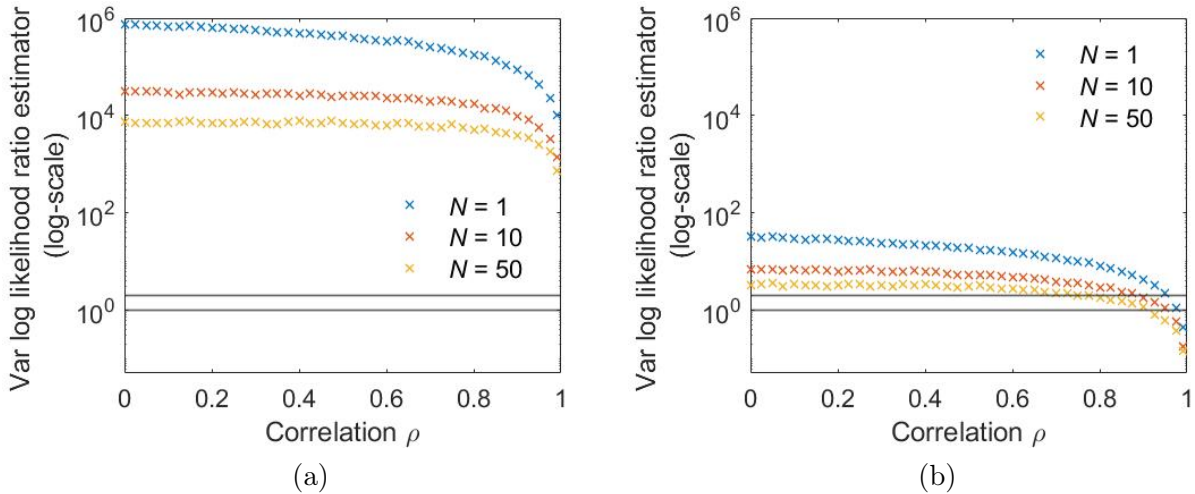 Var log likelihood ratio estimator
(log-scale)
10^6
10^4
10^2
10^0
N = 1
N = 10
N = 50
0 0.2 0.4 0.6 0.8 1
Correlation ρ
(a)
Var log likelihood ratio estimator
(log-scale)
10^6
10^4
10^2
10^0
N = 1
N = 10
N = 50
0 0.2 0.4 0.6 0.8 1
Correlation ρ
(b)